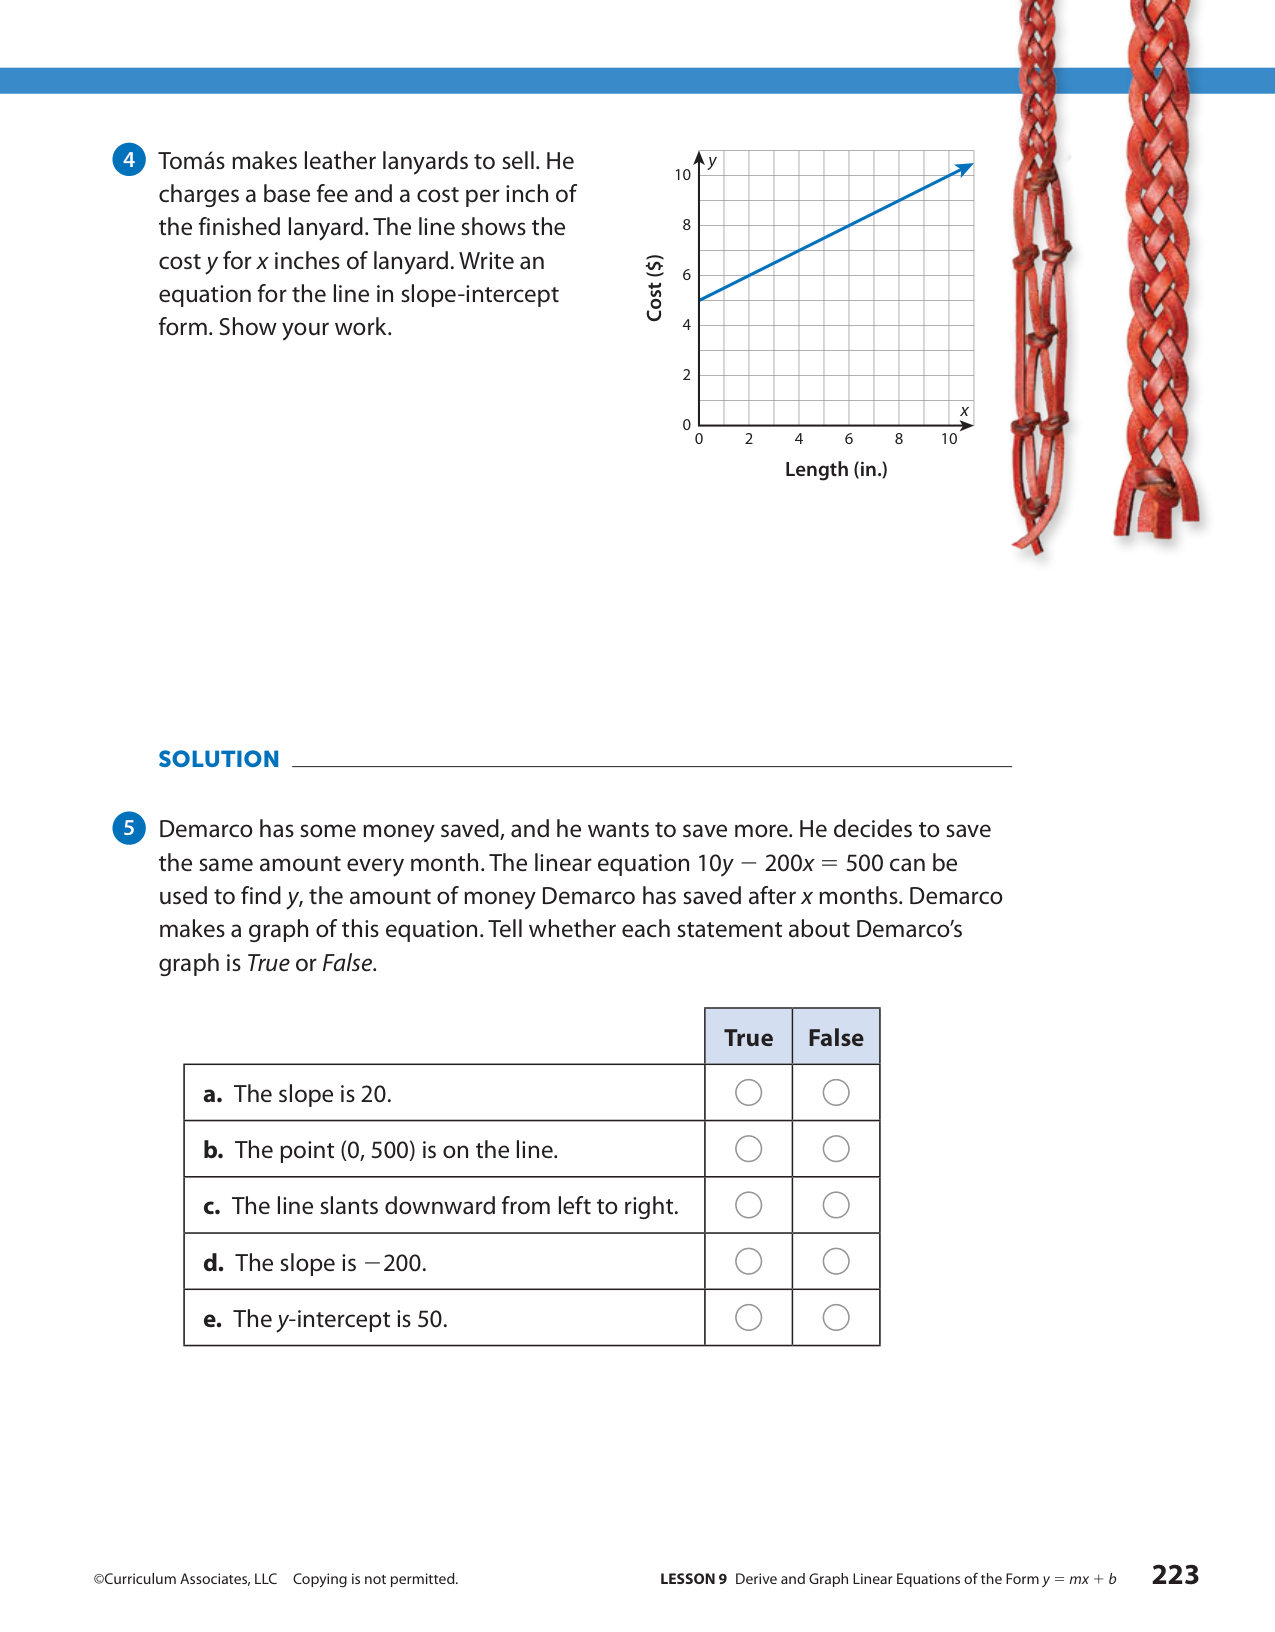 4 Tomás makes leather lanyards to sell. He
charges a base fee and a cost per inch of
the finished lanyard. The line shows the
cost y for x inches of lanyard. Write an
equation for the line in slope-intercept
form. Show your work.
y
10
8
6
4
2
0
Cost ($)
x
0 2 4 6 8 10
Length (in.)
SOLUTION
5 Demarco has some money saved, and he wants to save more. He decides to save
the same amount every month. The linear equation 10y − 200x = 500 can be
used to find y, the amount of money Demarco has saved after x months. Demarco
makes a graph of this equation. Tell whether each statement about Demarco’s
graph is True or False.
True False
a. The slope is 20.
b. The point (0, 500) is on the line.
c. The line slants downward from left to right.
d. The slope is −200.
e. The y-intercept is 50.
©Curriculum Associates, LLC Copying is not permitted.
LESSON 9 Derive and Graph Linear Equations of the Form y = mx + b 223